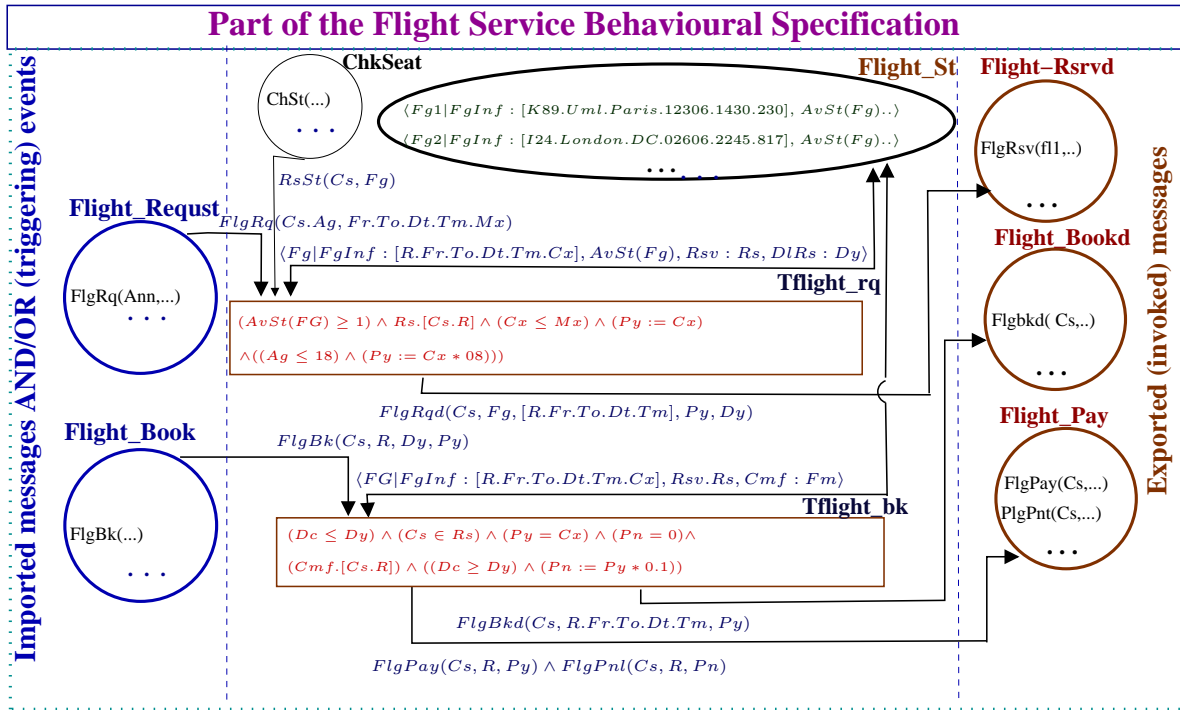 Part of the Flight Service Behavioural Specification
Imported messages AND/OR (triggering) events
ChkSeat
ChSt(...)
. . .
Flight_St
⟨Fg1|FgInf : [K89.Uml.Paris.12306.1430.230], AvSt(Fg)..⟩
⟨Fg2|FgInf : [I24.London.DC.02606.2245.817], AvSt(Fg)..⟩
... ...
Flight−Rsrvd
FlgRsv(fl1,..)
...
RsSt(Cs, Fg)
Flight_Requst
FlgRq(Cs.Ag, Fr.To.Dt.Tm.Mx)
FlgRq(Ann,...)
. . .
⟨Fg|FgInf : [R.Fr.To.Dt.Tm.Cx], AvSt(Fg), Rsv : Rs, DlRs : Dy⟩
Tflight_rq
(AvSt(FG) ≥ 1) ∧ Rs.[Cs.R] ∧ (Cx ≤ Mx) ∧ (Py := Cx)
∧((Ag ≤ 18) ∧ (Py := Cx * 08)))
Flight_Bookd
Flgbkd( Cs,..)
...
FlgRqd(Cs, Fg, [R.Fr.To.Dt.Tm], Py, Dy)
Flight_Book
FlgBk(Cs, R, Dy, Py)
FlgBk(...)
. . .
⟨FG|FgInf : [R.Fr.To.Dt.Tm.Cx], Rsv.Rs, Cmf : Fm⟩
Tflight_bk
(Dc ≤ Dy) ∧ (Cs ∈ Rs) ∧ (Py = Cx) ∧ (Pn = 0)∧
(Cmf.[Cs.R]) ∧ ((Dc ≥ Dy) ∧ (Pn := Py * 0.1))
Flight_Pay
FlgPay(Cs,...)
PlgPnt(Cs,...)
...
FlgBkd(Cs, R.Fr.To.Dt.Tm, Py)
FlgPay(Cs, R, Py) ∧ FlgPnl(Cs, R, Pn)
Exported (invoked) messages